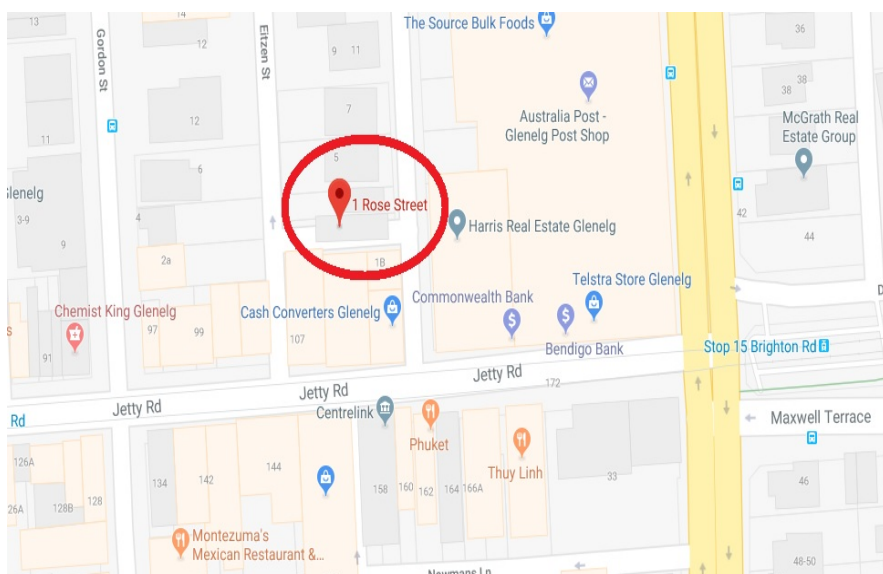 13
14
12
Gordon St
Eitzen St
9 11
The Source Bulk Foods
36
38
38
7
12
11
Australia Post -
Glenelg Post Shop
McGrath Real
Estate Group
5
6
lenelg
3-9
9
4
1 Rose Street
42
44
Harris Real Estate Glenelg
2a
1B
Telstra Store Glenelg
Chemist King Glenelg
Cash Converters Glenelg
Commonwealth Bank
D
s
91
97
99
107
Bendigo Bank
Stop 15 Brighton Rd
Rd
Jetty Rd
Jetty Rd
Jetty Rd
172
Centrelink
Maxwell Terrace
Phuket
126A
26A
128B
128
134
142
144
158
160
162
164
166A
Thuy Linh
33
46
Montezuma's
Mexican Restaurant &...
48-50
Newmans Ln